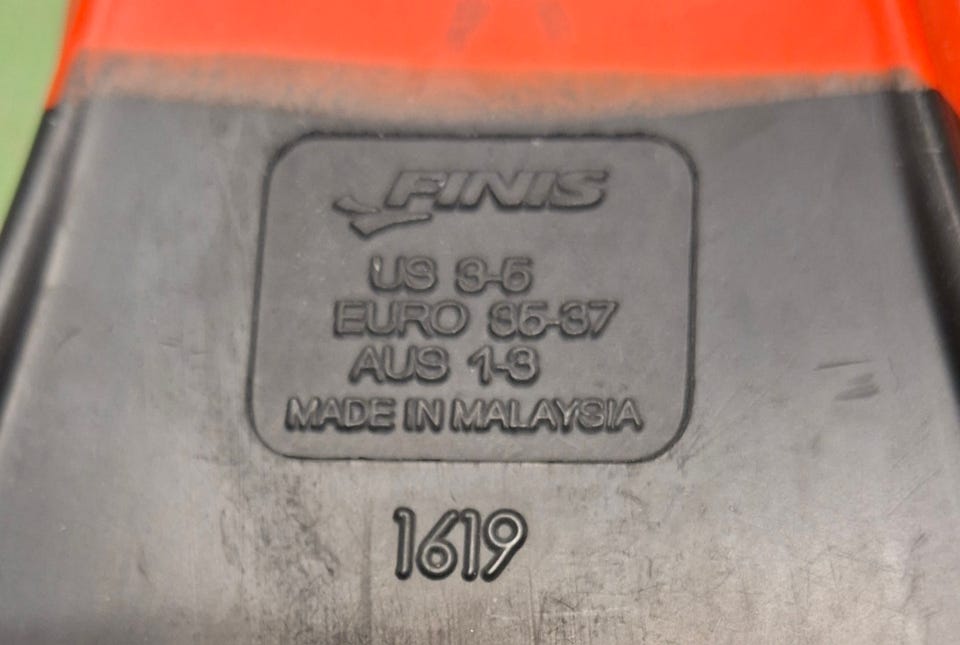 FINIS
US 3-5
EURO 35-37
AUS 1-3
MADE IN MALAYSIA
1619